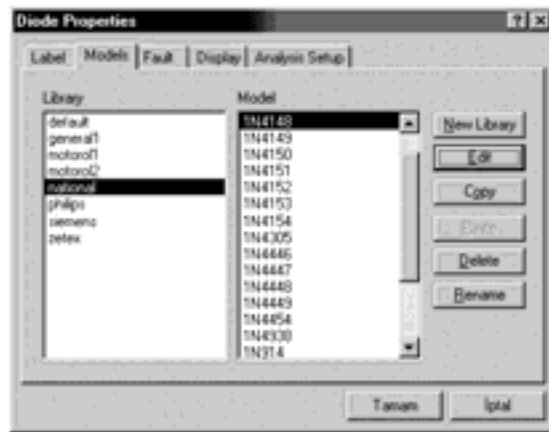 Diode Properties
Label Models Fault Display Analysis Setup
Library
default
general1
motorol1
motorol2
national
philips
siemens
zetex
Model
1N4148
1N4149
1N4150
1N4151
1N4152
1N4153
1N4154
1N4305
1N4446
1N4447
1N4448
1N4449
1N4454
1N4938
1N914
New Library
Edit
Copy
Delete
Rename
Tamam
Iptal